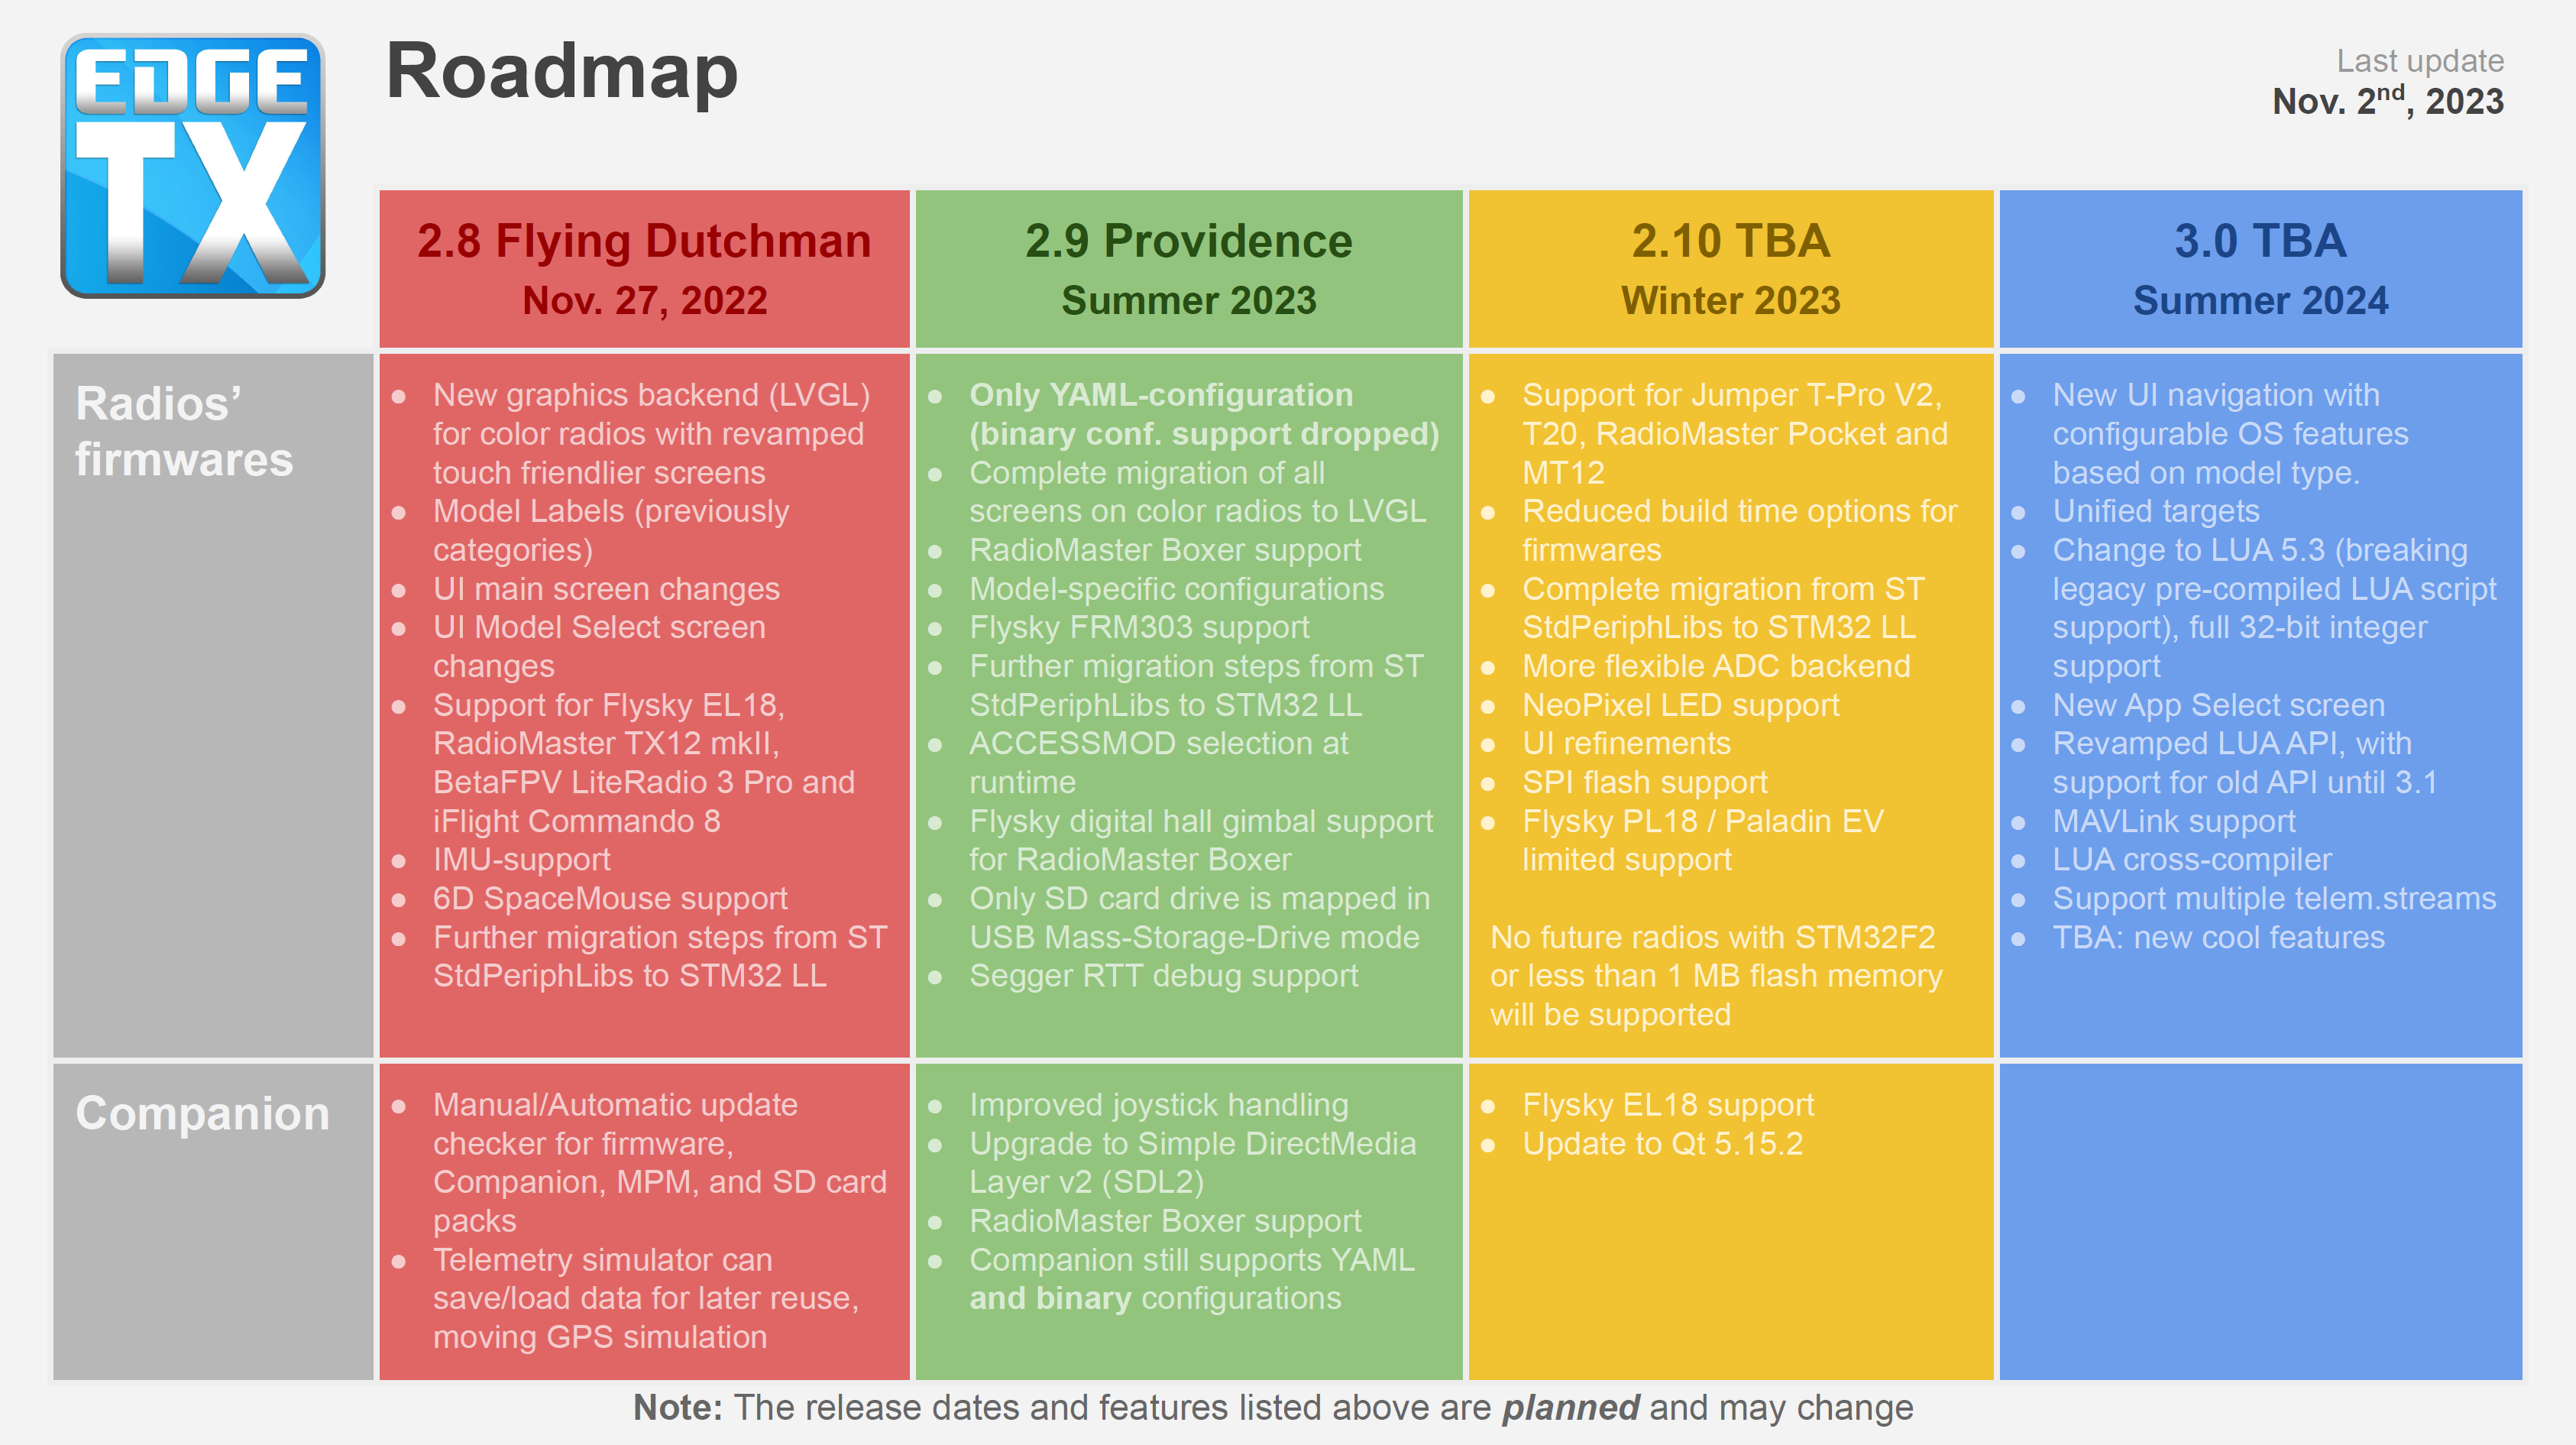 EDGE
TX
Roadmap
Last update
Nov. 2nd, 2023
2.8 Flying Dutchman
Nov. 27, 2022
2.9 Providence
Summer 2023
2.10 TBA
Winter 2023
3.0 TBA
Summer 2024
Radios’
firmwares
● New graphics backend (LVGL)
for color radios with revamped
touch friendlier screens
● Model Labels (previously
categories)
● UI main screen changes
● UI Model Select screen
changes
● Support for Flysky EL18,
RadioMaster TX12 mkII,
BetaFPV LiteRadio 3 Pro and
iFlight Commando 8
● IMU-support
● 6D SpaceMouse support
● Further migration steps from ST
StdPeriphLibs to STM32 LL
● Only YAML-configuration
(binary conf. support dropped)
● Complete migration of all
screens on color radios to LVGL
● RadioMaster Boxer support
● Model-specific configurations
● Flysky FRM303 support
● Further migration steps from ST
StdPeriphLibs to STM32 LL
● ACCESSMOD selection at
runtime
● Flysky digital hall gimbal support
for RadioMaster Boxer
● Only SD card drive is mapped in
USB Mass-Storage-Drive mode
● Segger RTT debug support
● Support for Jumper T-Pro V2,
T20, RadioMaster Pocket and
MT12
● Reduced build time options for
firmwares
● Complete migration from ST
StdPeriphLibs to STM32 LL
● More flexible ADC backend
● NeoPixel LED support
● UI refinements
● SPI flash support
● Flysky PL18 / Paladin EV
limited support
No future radios with STM32F2
or less than 1 MB flash memory
will be supported
● New UI navigation with
configurable OS features
based on model type.
● Unified targets
● Change to LUA 5.3 (breaking
legacy pre-compiled LUA script
support), full 32-bit integer
support
● New App Select screen
● Revamped LUA API, with
support for old API until 3.1
● MAVLink support
● LUA cross-compiler
● Support multiple telem.streams
● TBA: new cool features
Companion
● Manual/Automatic update
checker for firmware,
Companion, MPM, and SD card
packs
● Telemetry simulator can
save/load data for later reuse,
moving GPS simulation
● Improved joystick handling
● Upgrade to Simple DirectMedia
Layer v2 (SDL2)
● RadioMaster Boxer support
● Companion still supports YAML
and binary configurations
● Flysky EL18 support
● Update to Qt 5.15.2
Note: The release dates and features listed above are planned and may change